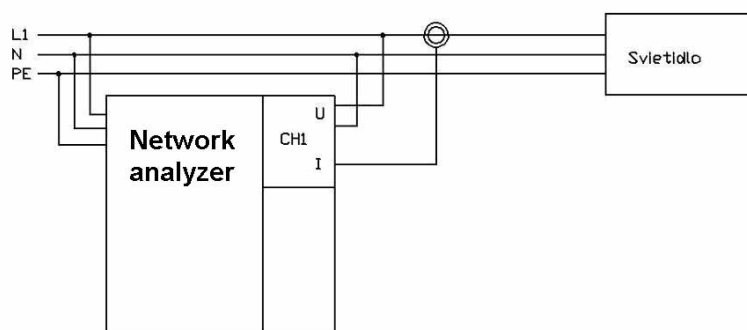 L1
N
PE
Svietidlo
Network
analyzer
U
CH1
I